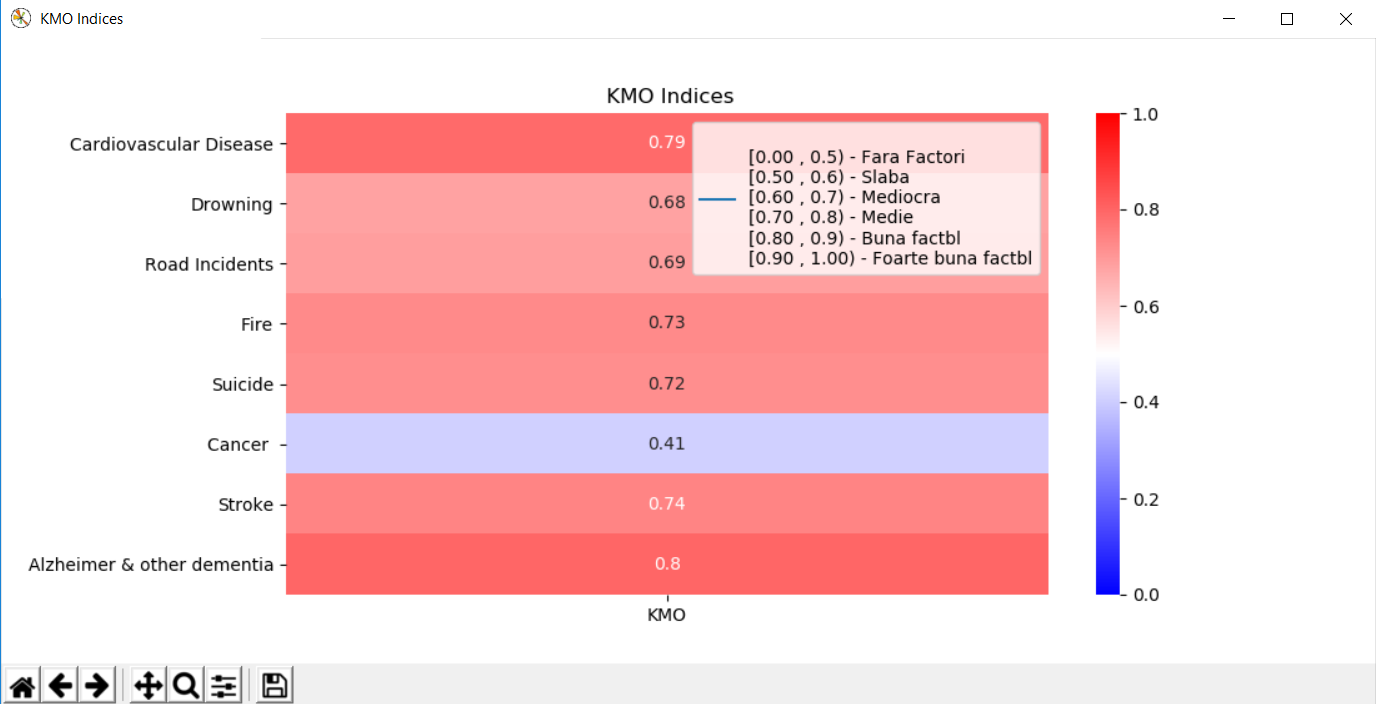 KMO Indices
KMO Indices
Cardiovascular Disease
Drowning
Road Incidents
Fire
Suicide
Cancer
Stroke
Alzheimer & other dementia
0.79
0.68
0.69
0.73
0.72
0.41
0.74
0.8
[0.00 , 0.5) - Fara Factori
[0.50 , 0.6) - Slaba
[0.60 , 0.7) - Mediocra
[0.70 , 0.8) - Medie
[0.80 , 0.9) - Buna factbl
[0.90 , 1.00) - Foarte buna factbl
KMO
1.0
0.8
0.6
0.4
0.2
0.0